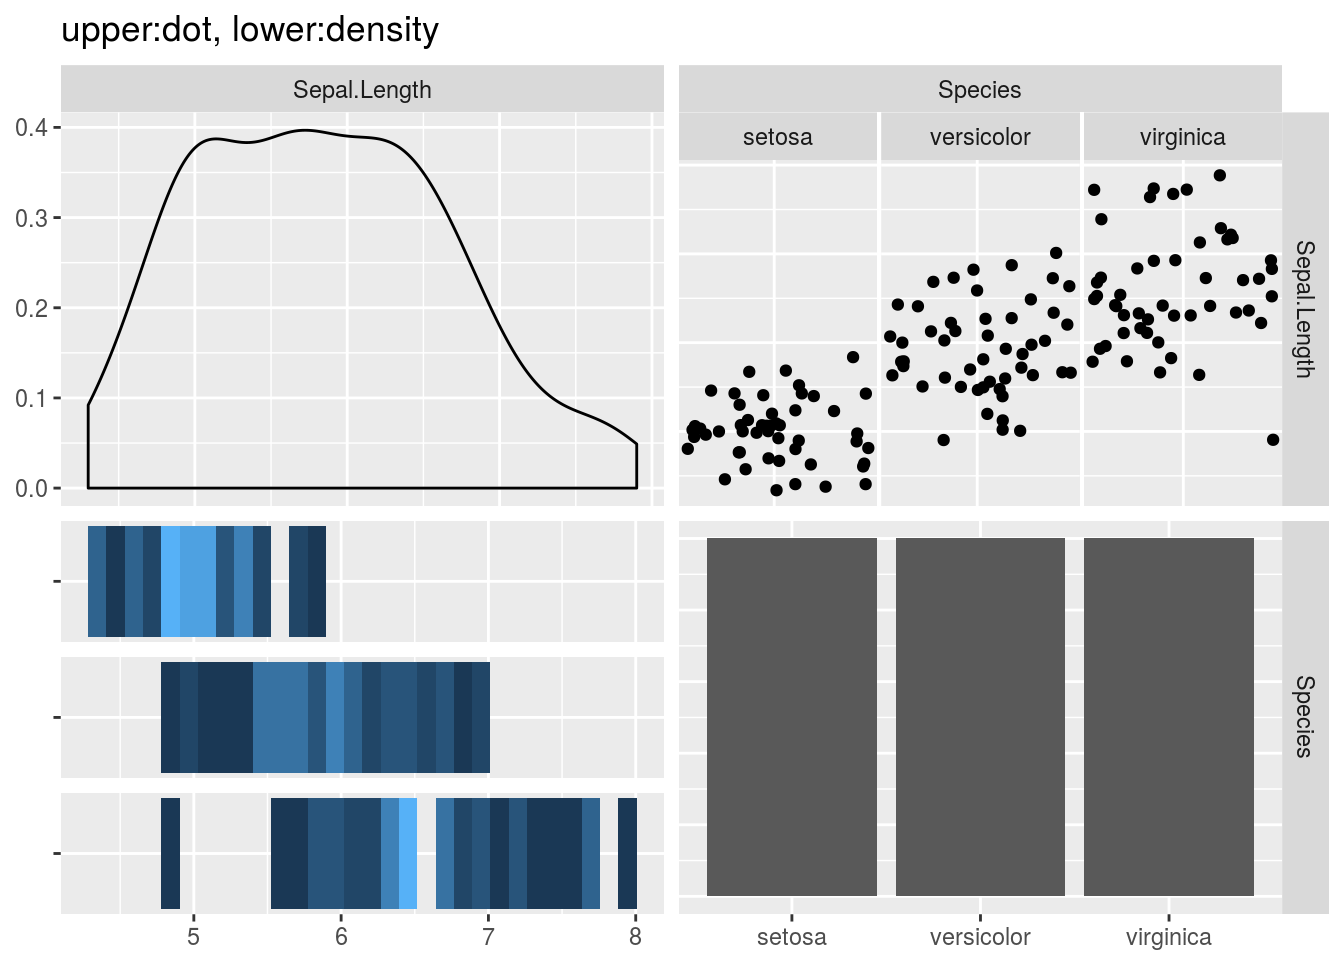 upper:dot, lower:density
Sepal.Length
Species
setosa versicolor virginica
0.4
0.3
0.2
0.1
0.0
Sepal.Length
Species
5 6 7 8
setosa versicolor virginica